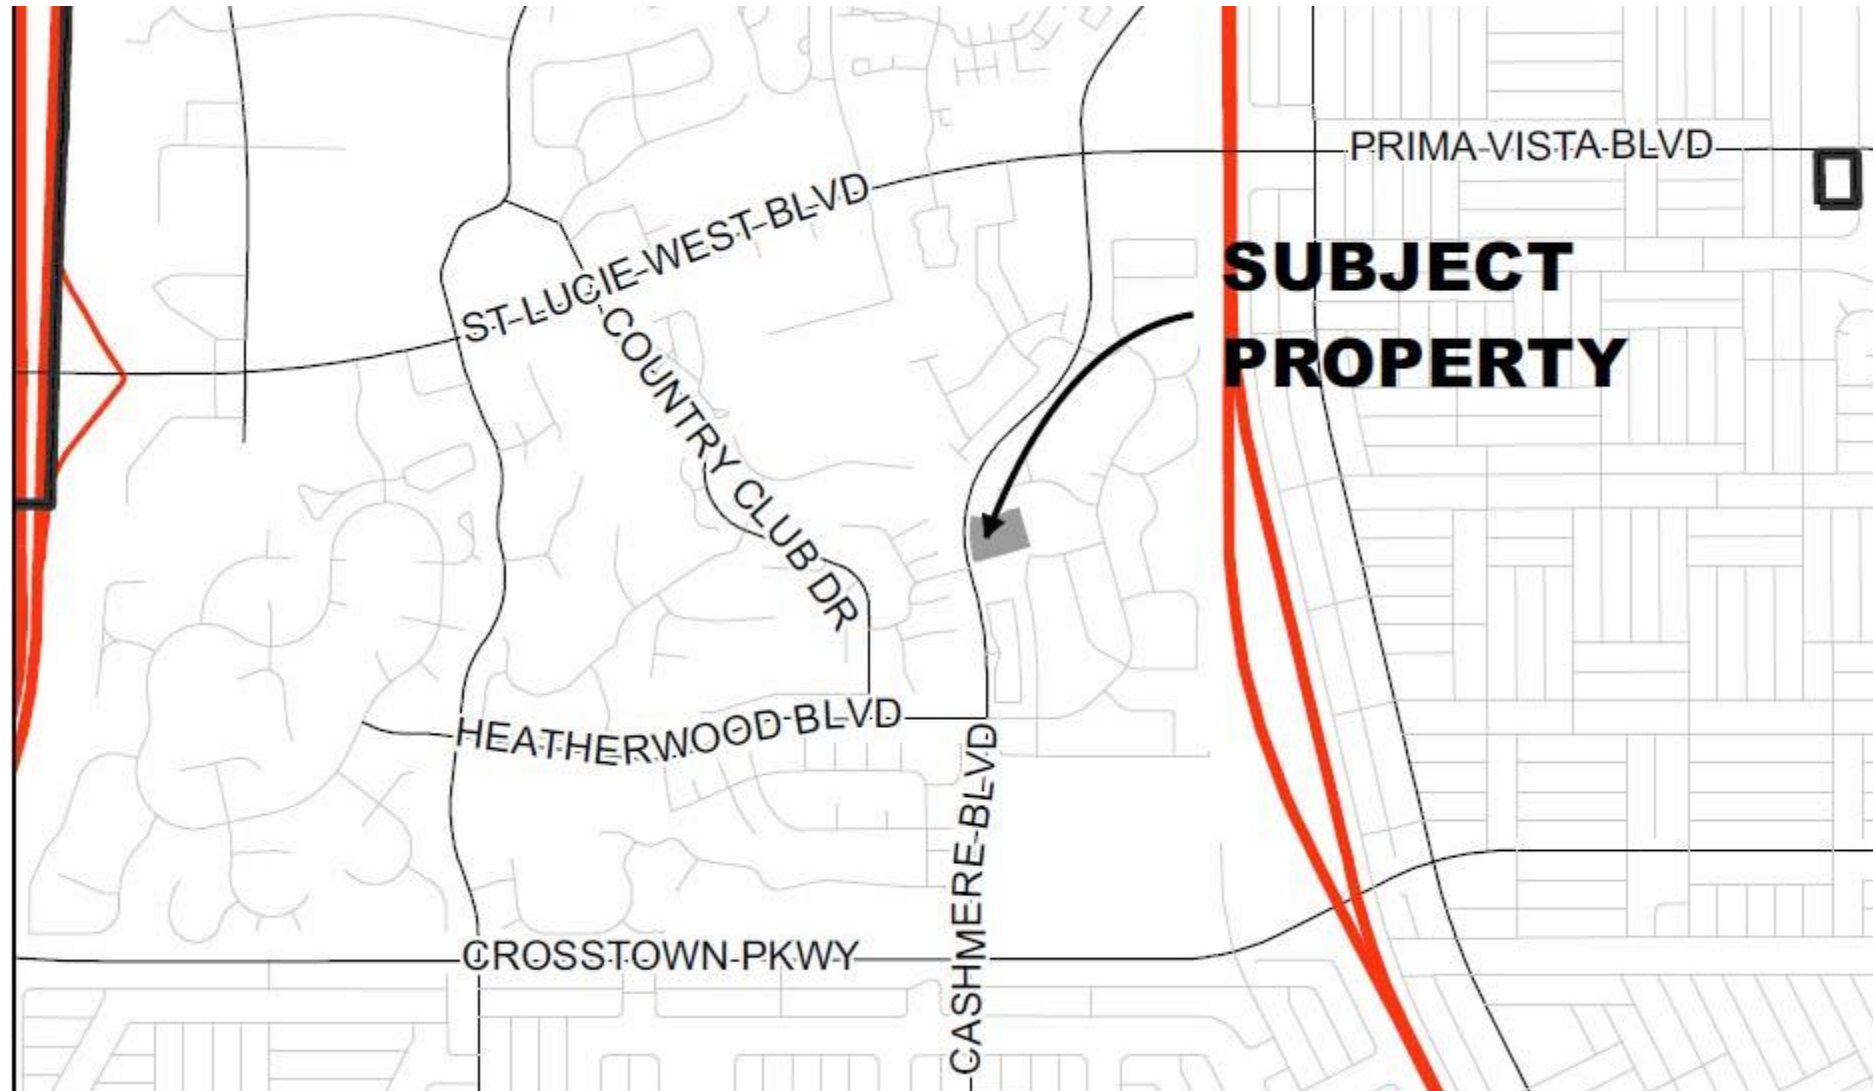 PRIMA VISTA BLVD
ST LUCIE WEST BLVD
SUBJECT
PROPERTY
COUNTRY CLUB DR
HEATHERWOOD BLVD
CASHMERE BLVD
CROSSTOWN PKWY